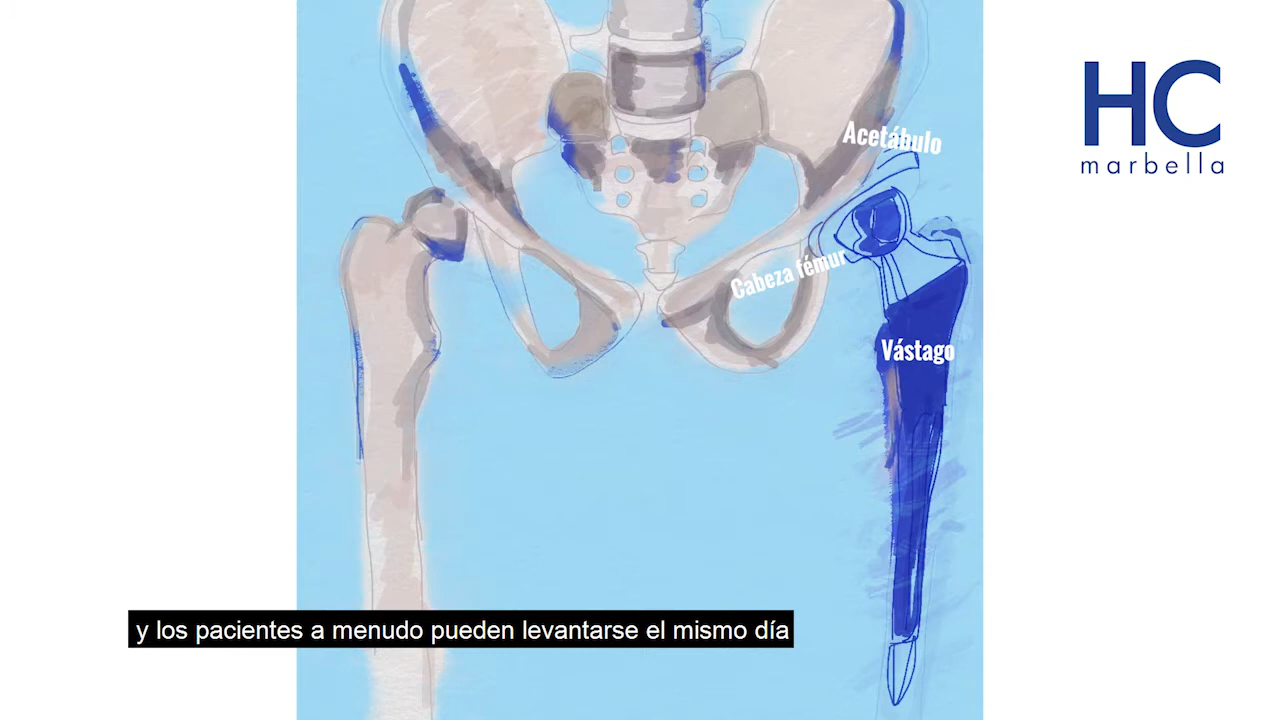 HC
marbella
Acetábulo
Cabeza fémur
Vástago
y los pacientes a menudo pueden levantarse el mismo día